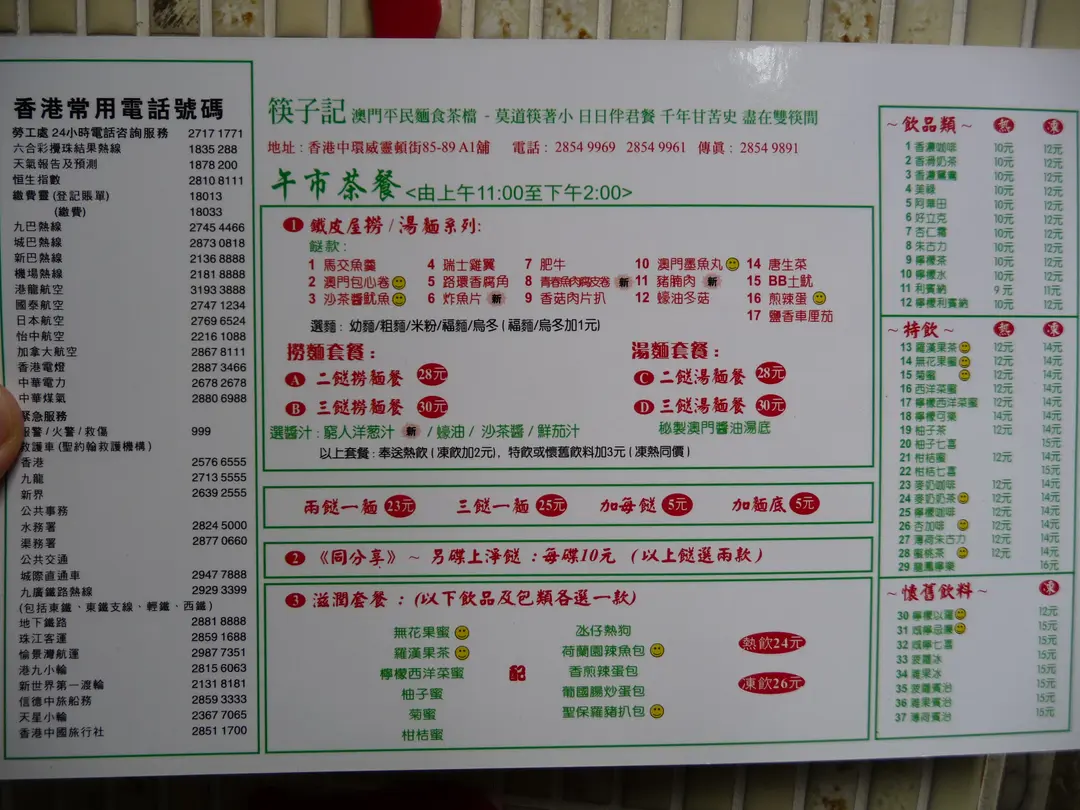 香港常用電話號碼
勞工處24小時電話咨詢服務 2717 1771
六合彩攪珠結果熱線 1835 288
天氣報告及預測 1878 200
恒生指數 2810 8111
繳費靈 (登記賬單) 18013
(繳費) 18033
九巴熱線 2745 4466
城巴熱線 2873 0818
新巴熱線 2136 8888
機場熱線 2181 8888
港龍航空 3193 3888
國泰航空 2747 1234
日本航空 2769 6524
怡中航空 2216 1088
加拿大航空 2867 8111
香港電燈 2887 3466
中華電力 2678 2678
中華煤氣 2880 6988
緊急服務
報警/火警/救傷 999
救護車(聖約翰救護機構)
香港 2576 6555
九龍 2713 5555
新界 2639 2555
公共事務
水務署 2824 5000
渠務署 2877 0660
公共交通
城際直通車 2947 7888
九廣鐵路熱線 2929 3399
(包括東鐵、東鐵支線、輕鐵、西鐵)
地下鐵路 2881 8888
珠江客運 2859 1688
愉景灣航運 2987 7351
港九小輪 2815 6063
新世界第一渡輪 2131 8181
信德中旅船務 2859 3333
天星小輪 2367 7065
香港中國旅行社 2851 1700
筷子記 澳門平民麵食茶檔 - 莫道筷著小 日日伴君餐 千年甘苦史 盡在雙筷間
地址:香港中環威靈頓街85-89 A1舖 電話:2854 9969 2854 9961 傳真:2854 9891
午市茶餐 <由上午11:00至下午2:00>
1 鐵皮屋撈/湯麵系列:
餸款:
1 馬交魚羹 4 瑞士雞翼 7 肥牛 10 澳門墨魚丸 14 唐生菜
2 澳門包心卷 5 路環香腐角 8 青春魚肉腐皮卷 新 11 豬腩肉 新 15 BB土魷
3 沙茶醬魷魚 6 炸魚片 新 9 香菇肉片扒 12 蠔油冬菇 16 煎辣蛋
17 鹽香車厘茄
選麵:幼麵/粗麵/米粉/福麵/烏冬 (福麵/烏冬加1元)
撈麵套餐: 湯麵套餐:
A 二餸撈麵餐 28元 C 二餸湯麵餐 28元
B 三餸撈麵餐 30元 D 三餸湯麵餐 30元
選醬汁:窮人洋葱汁 新 / 蠔油 / 沙茶醬 / 鮮茄汁 秘製澳門醬油湯底
以上套餐:奉送熱飲(凍飲加2元),特飲或懷舊飲料加3元(凍熱同價)
兩餸一麵 23元 三餸一麵 25元 加每餸 5元 加麵底 5元
2 《同分享》~ 另碟上淨餸:每碟10元 (以上餸選兩款)
3 滋潤套餐:(以下飲品及包類各選一款)
無花果蜜 氹仔熱狗
羅漢果茶 荷蘭園辣魚包 熱飲24元
檸檬西洋菜蜜 記 香煎辣蛋包
柚子蜜 葡國腸炒蛋包 凍飲26元
菊蜜 聖保羅豬扒包
柑桔蜜
~飲品類~ 熱 凍
1 香濃咖啡 10元 12元
2 香滑奶茶 10元 12元
3 香濃鴛鴦 10元 12元
4 美綠 10元 12元
5 阿華田 10元 12元
6 好立克 10元 12元
7 杏仁霜 10元 12元
8 朱古力 10元 12元
9 檸檬茶 10元 12元
10 檸檬水 10元 12元
11 利賓納 9元 11元
12 檸檬利賓納 10元 12元
~特飲~ 熱 凍
13 羅漢果茶 12元 14元
14 無花果蜜 12元 14元
15 菊蜜 12元 14元
16 西洋菜蜜 12元 14元
17 檸檬西洋菜蜜 12元 14元
18 檸檬可樂 14元 14元
19 柚子茶 12元 14元
20 柚子七喜 15元
21 柑桔蜜 12元 14元
22 柑桔七喜 15元
23 麥奶咖啡 12元 14元
24 麥奶奶茶 12元 14元
25 檸檬咖啡 12元 14元
26 杏加啡 12元 14元
27 薄荷朱古力 12元 14元
28 蜜桃茶 12元 14元
29 龍鳳檸樂 16元
~懷舊飲料~ 凍
30 檸檬以羅 12元
31 咸檸忌廉 15元
32 咸檸七喜 15元
33 菠蘿冰 15元
34 雜果冰 15元
35 菠蘿賓治 15元
36 雜果賓治 15元
37 薄荷賓治 15元